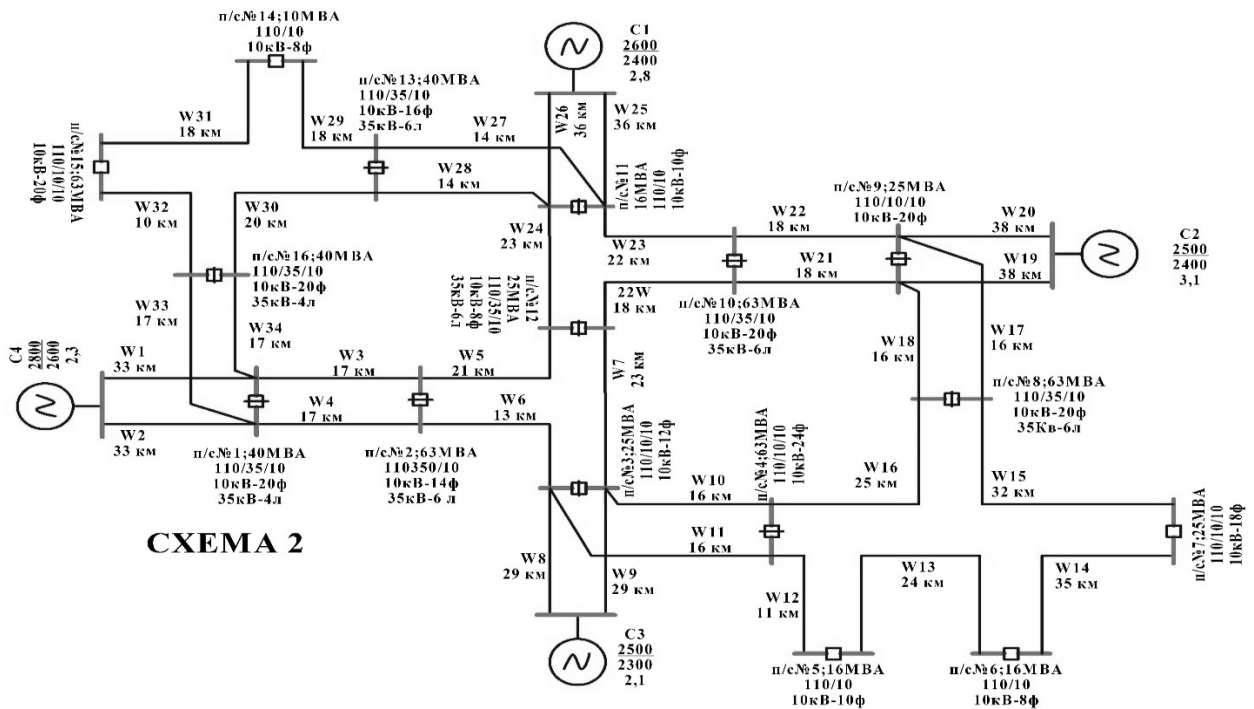 п/с№14;10МВА
110/10
10кВ-8ф
С1
2600
2400
2,8
п/с№13;40МВА
110/35/10
10кВ-16ф
35кВ-6л
W31
18 км
W29
18 км
W27
14 км
W26
36 км
W25
36 км
п/с№15;63МВА
110/10/10
10кВ-20ф
W28
14 км
п/с№11
16МВА
110/10
10кВ-10ф
п/с№9;25МВА
110/10/10
10кВ-20ф
W32
10 км
W30
20 км
W24
23 км
W23
22 км
W22
18 км
W20
38 км
С2
2500
2400
3,1
п/с№16;40МВА
110/35/10
10кВ-20ф
35кВ-4л
W21
18 км
W19
38 км
п/с№12
25МВА
110/35/10
10кВ-8ф
35кВ-6л
22W
18 км
п/с№10;63МВА
110/35/10
10кВ-20ф
35кВ-6л
W33
17 км
W34
17 км
W18
16 км
W17
16 км
С4
2800
2600
2,3
W1
33 км
W3
17 км
W5
21 км
W7
23 км
п/с№8;63МВА
110/35/10
10кВ-20ф
35Кв-6л
W2
33 км
W4
17 км
W6
13 км
п/с№1;40МВА
110/35/10
10кВ-20ф
35кВ-4л
п/с№2;63МВА
110350/10
10кВ-14ф
35кВ-6 л
п/с№3;25МВА
110/10/10
10кВ-12ф
W10
16 км
п/с№4;63МВА
110/10/10
10кВ-24ф
W16
25 км
W15
32 км
СХЕМА 2
W11
16 км
п/с№7;25МВА
110/10/10
10кВ-18ф
W8
29 км
W9
29 км
W12
11 км
W13
24 км
W14
35 км
С3
2500
2300
2,1
п/с№5;16МВА
110/10
10кВ-10ф
п/с№6;16МВА
110/10
10кВ-8ф